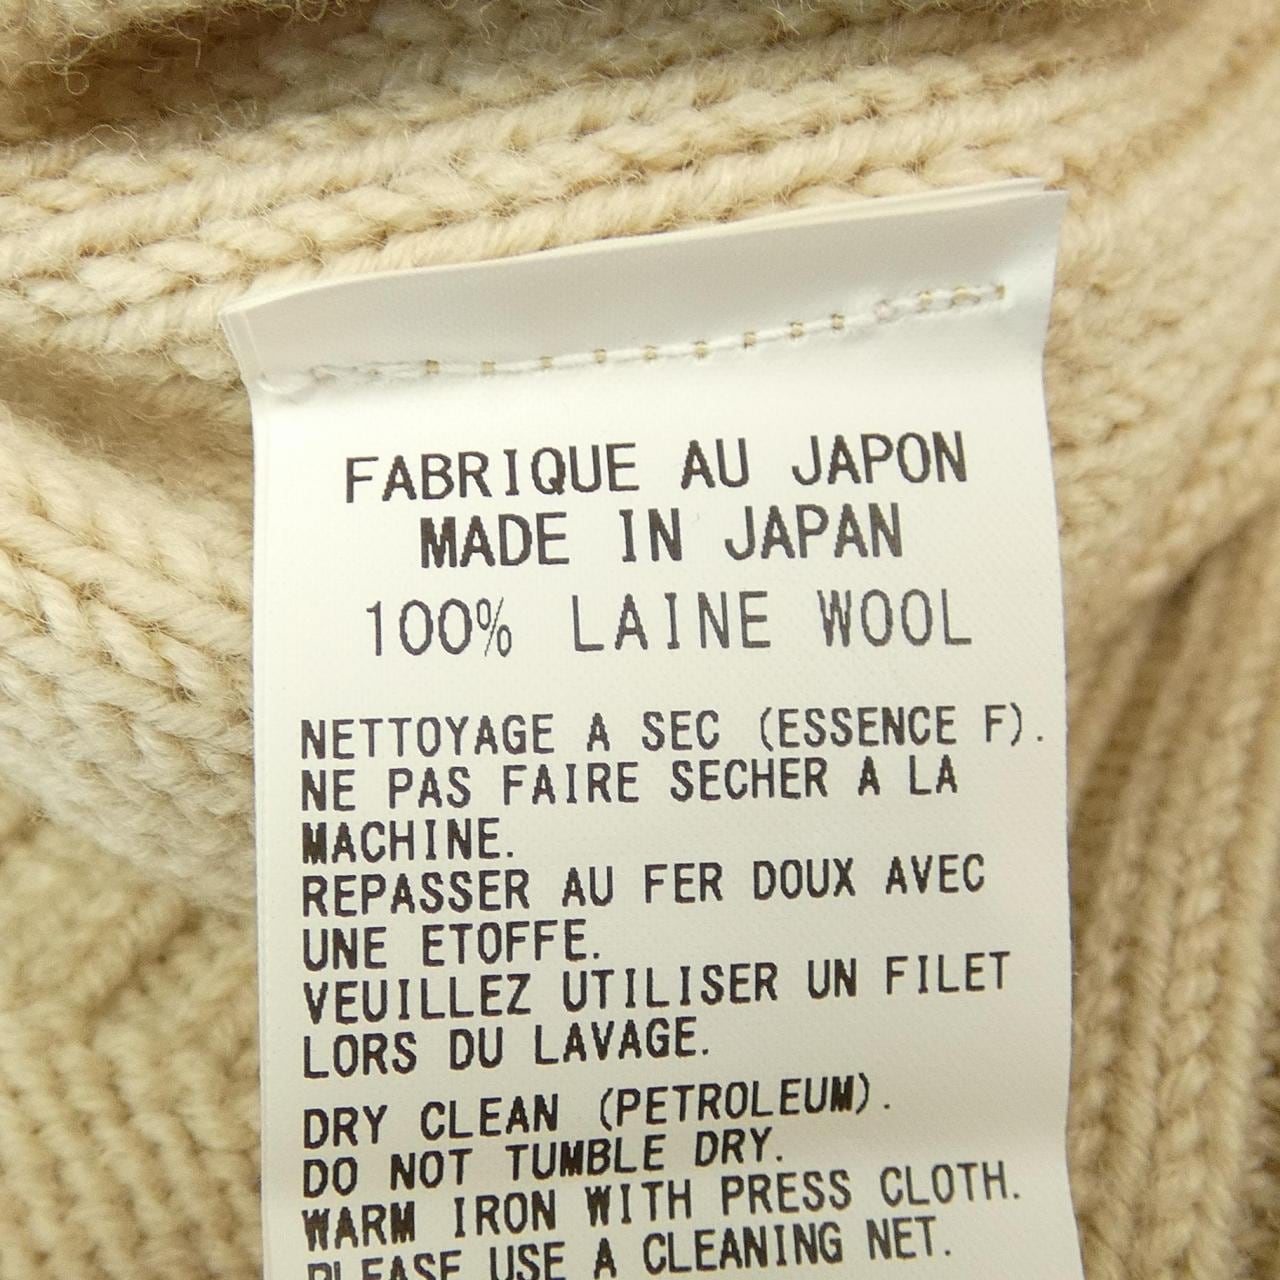 FABRIQUE AU JAPON
MADE IN JAPAN
100% LAINE WOOL
NETTOYAGE A SEC (ESSENCE F).
NE PAS FAIRE SECHER A LA
MACHINE.
REPASSER AU FER DOUX AVEC
UNE ETOFFE.
VEUILLEZ UTILISER UN FILET
LORS DU LAVAGE.
DRY CLEAN (PETROLEUM).
DO NOT TUMBLE DRY.
WARM IRON WITH PRESS CLOTH.
PLEASE USE A CLEANING NET.